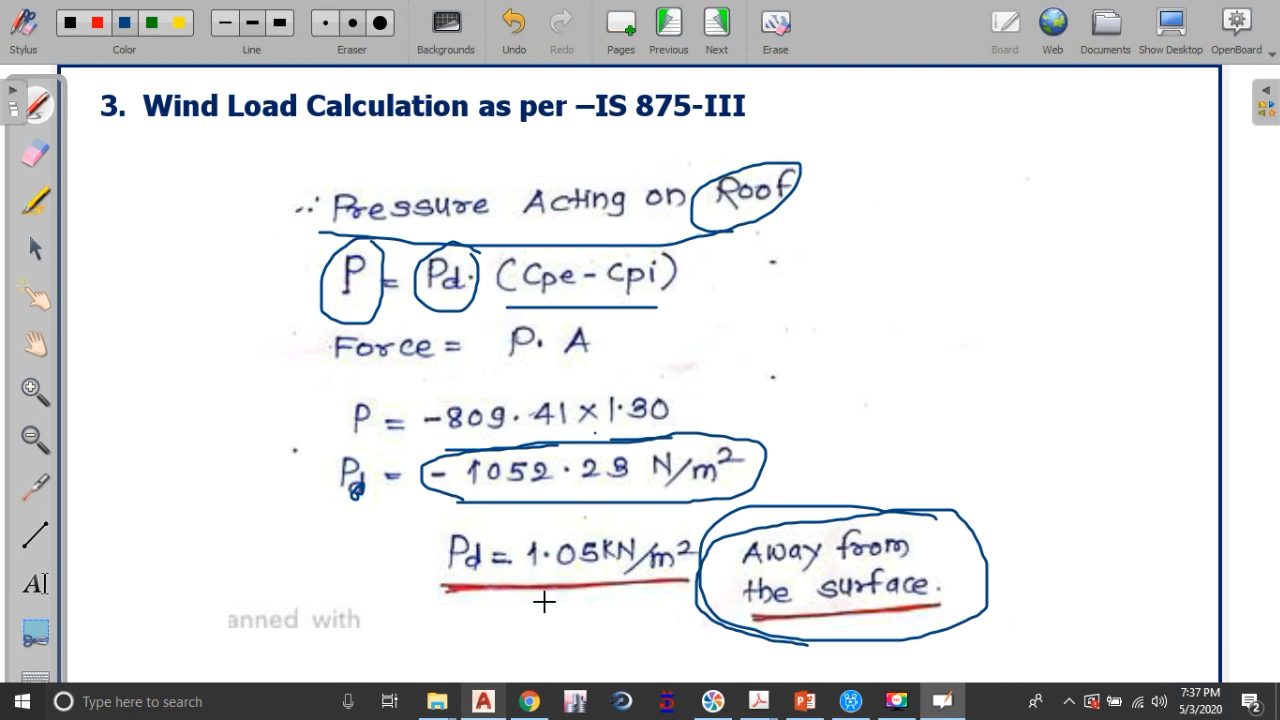 Stylus
Color
Line
Eraser
Backgrounds
Undo
Redo
Pages
Previous
Next
Erase
Board
Web
Documents
Show Desktop
OpenBoard
3. Wind Load Calculation as per –IS 875-III
∴ Pressure Acting on Roof
P = Pd. (Cpe - Cpi)
Force = P. A
P = -809.41 × 1.30
Pd = - 1052.23 N/m²
Pd = 1.05KN/m² Away from
the surface.
anned with
Type here to search
7:37 PM
5/3/2020
2